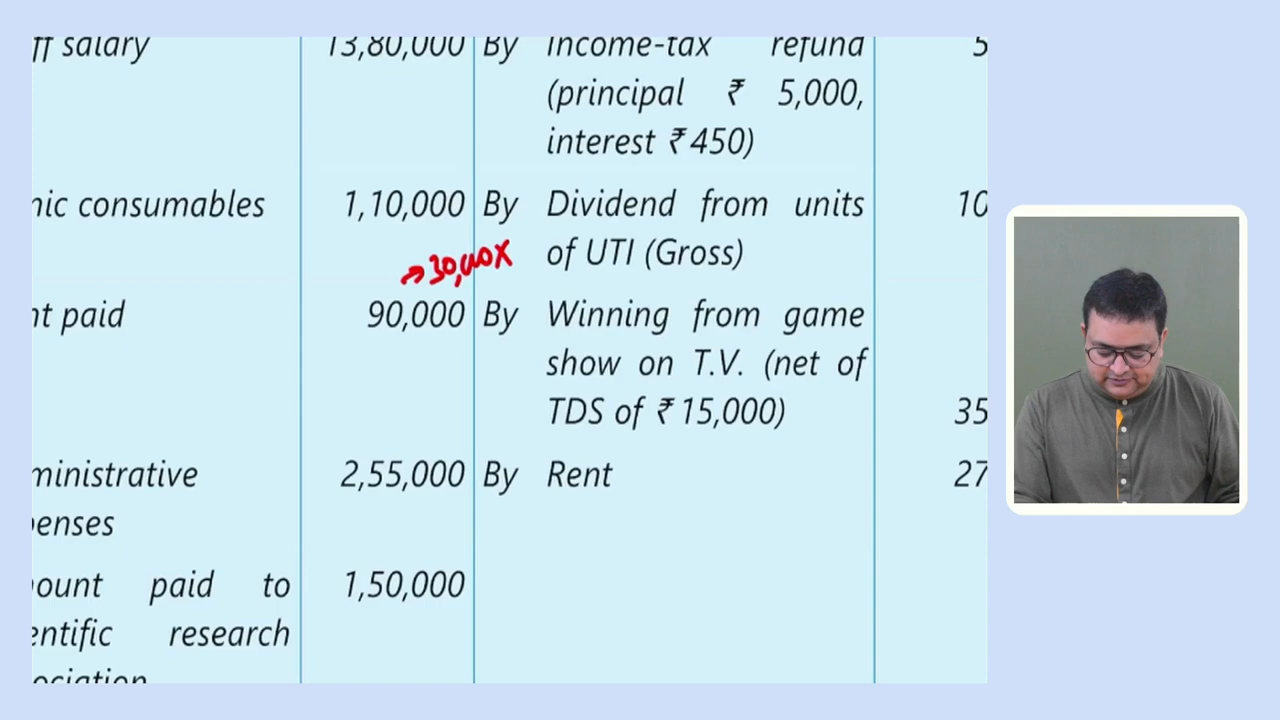 ff salary 13,80,000 By Income-tax refund 5
(principal ₹ 5,000,
interest ₹ 450)
nic consumables 1,10,000 By Dividend from units 10
of UTI (Gross)
→ 30,000X
nt paid 90,000 By Winning from game
show on T.V. (net of
TDS of ₹ 15,000) 35
ministrative 2,55,000 By Rent 27
penses
ount paid to 1,50,000
entific research
ociation